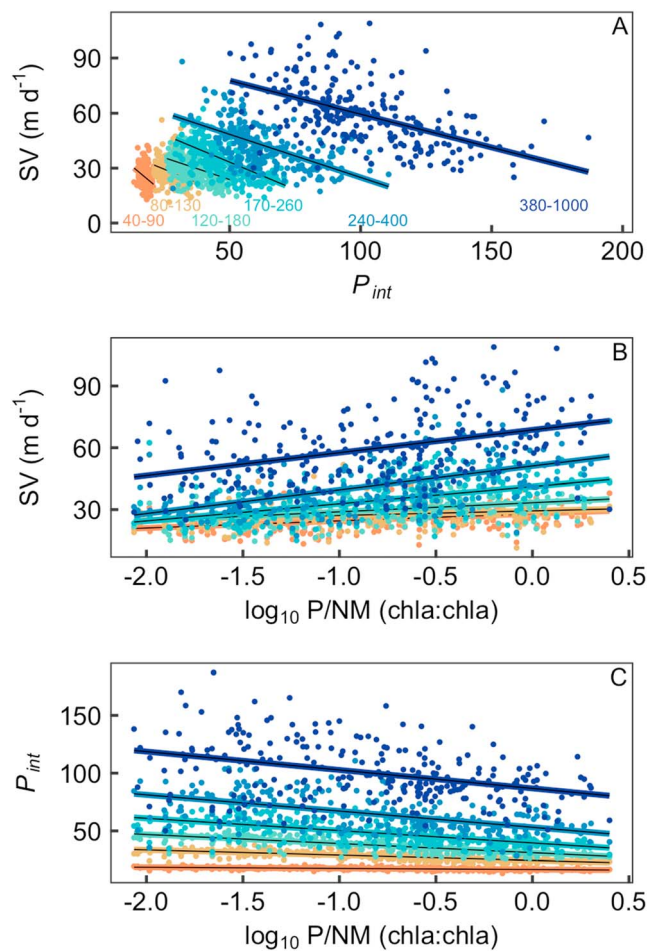 A
SV (m d⁻¹)
90
60
30
0
80-130 170-260
40-90 120-180 240-400 380-1000
50 100 150 200
P_int
B
SV (m d⁻¹)
90
60
30
-2.0 -1.5 -1.0 -0.5 0.0 0.5
log₁₀ P/NM (chla:chla)
C
P_int
150
100
50
-2.0 -1.5 -1.0 -0.5 0.0 0.5
log₁₀ P/NM (chla:chla)